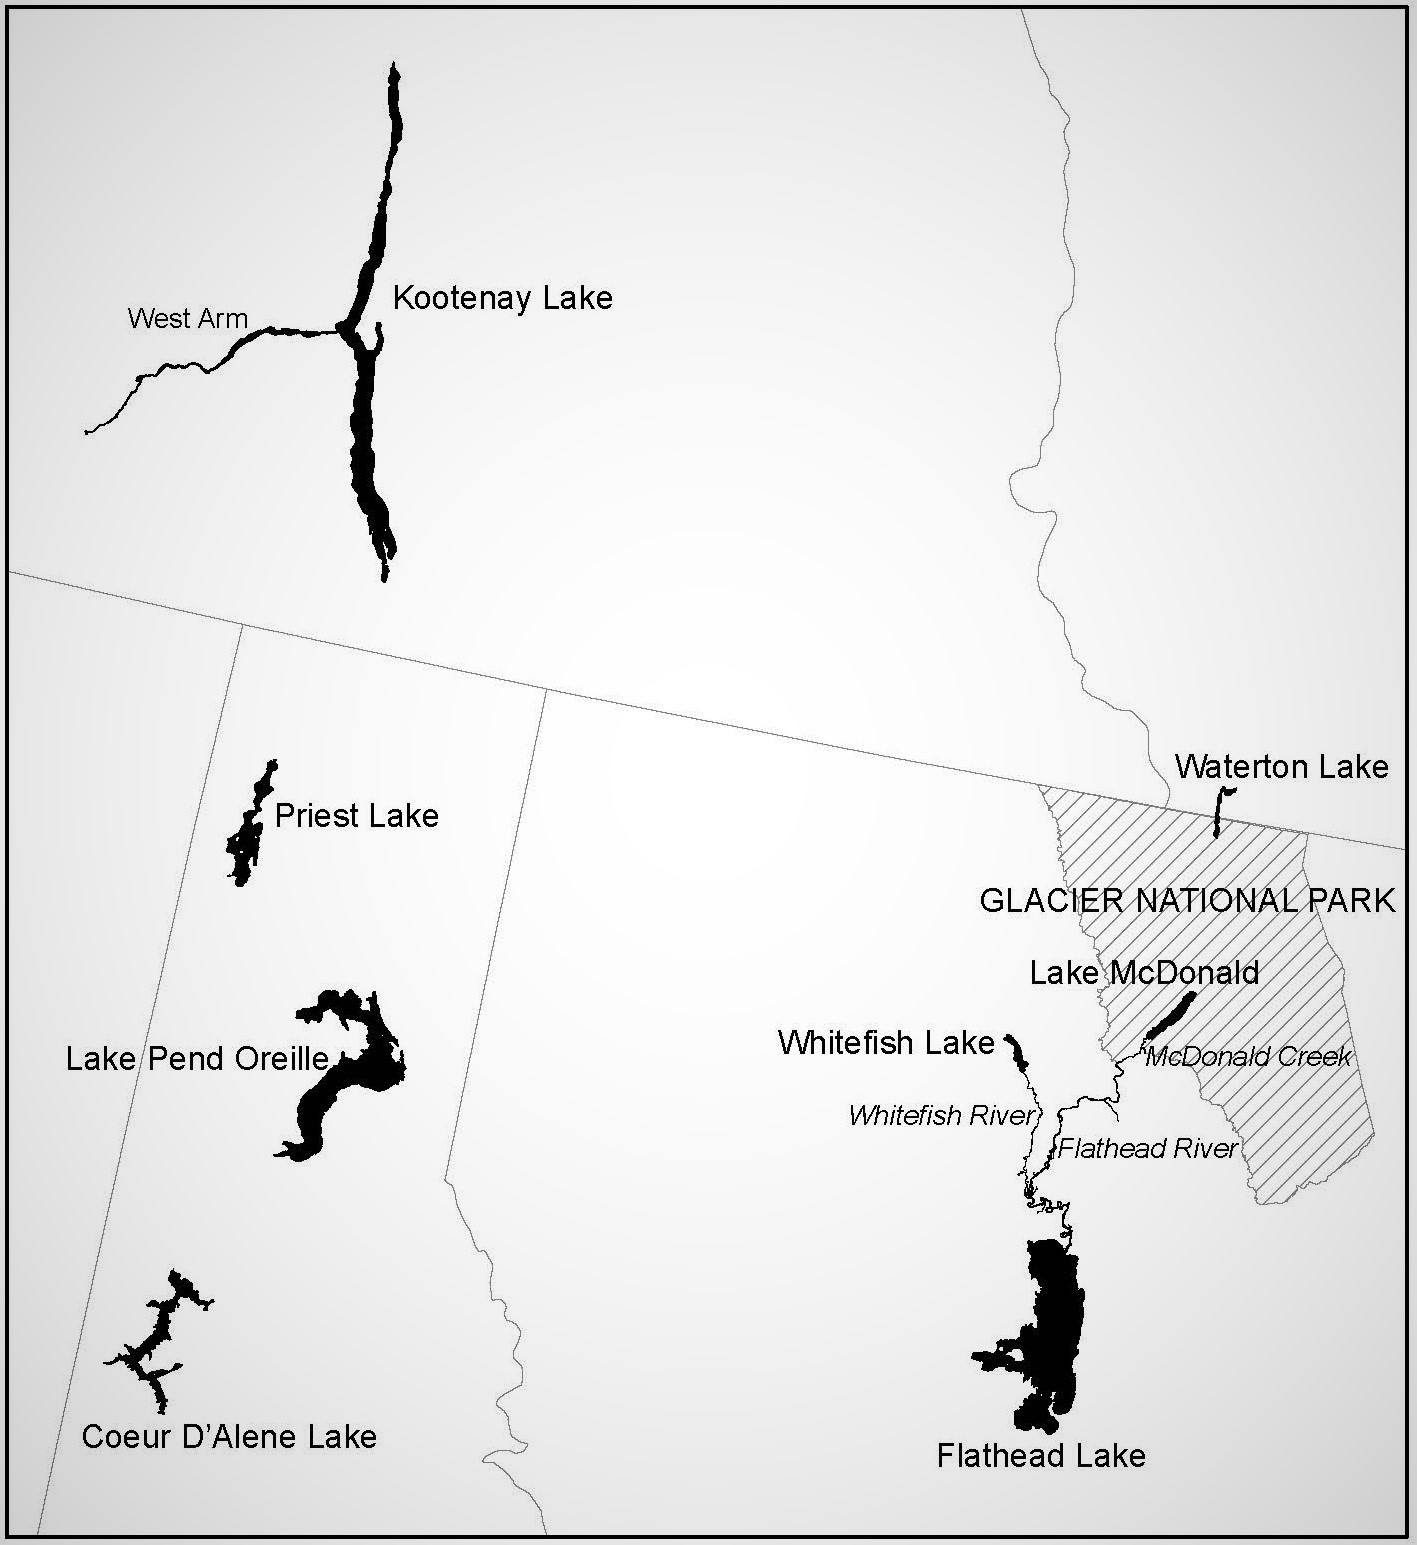 Kootenay Lake
West Arm
Waterton Lake
Priest Lake
GLACIER NATIONAL PARK
Lake McDonald
Whitefish Lake
Lake Pend Oreille
McDonald Creek
Whitefish River
Flathead River
Coeur D’Alene Lake
Flathead Lake